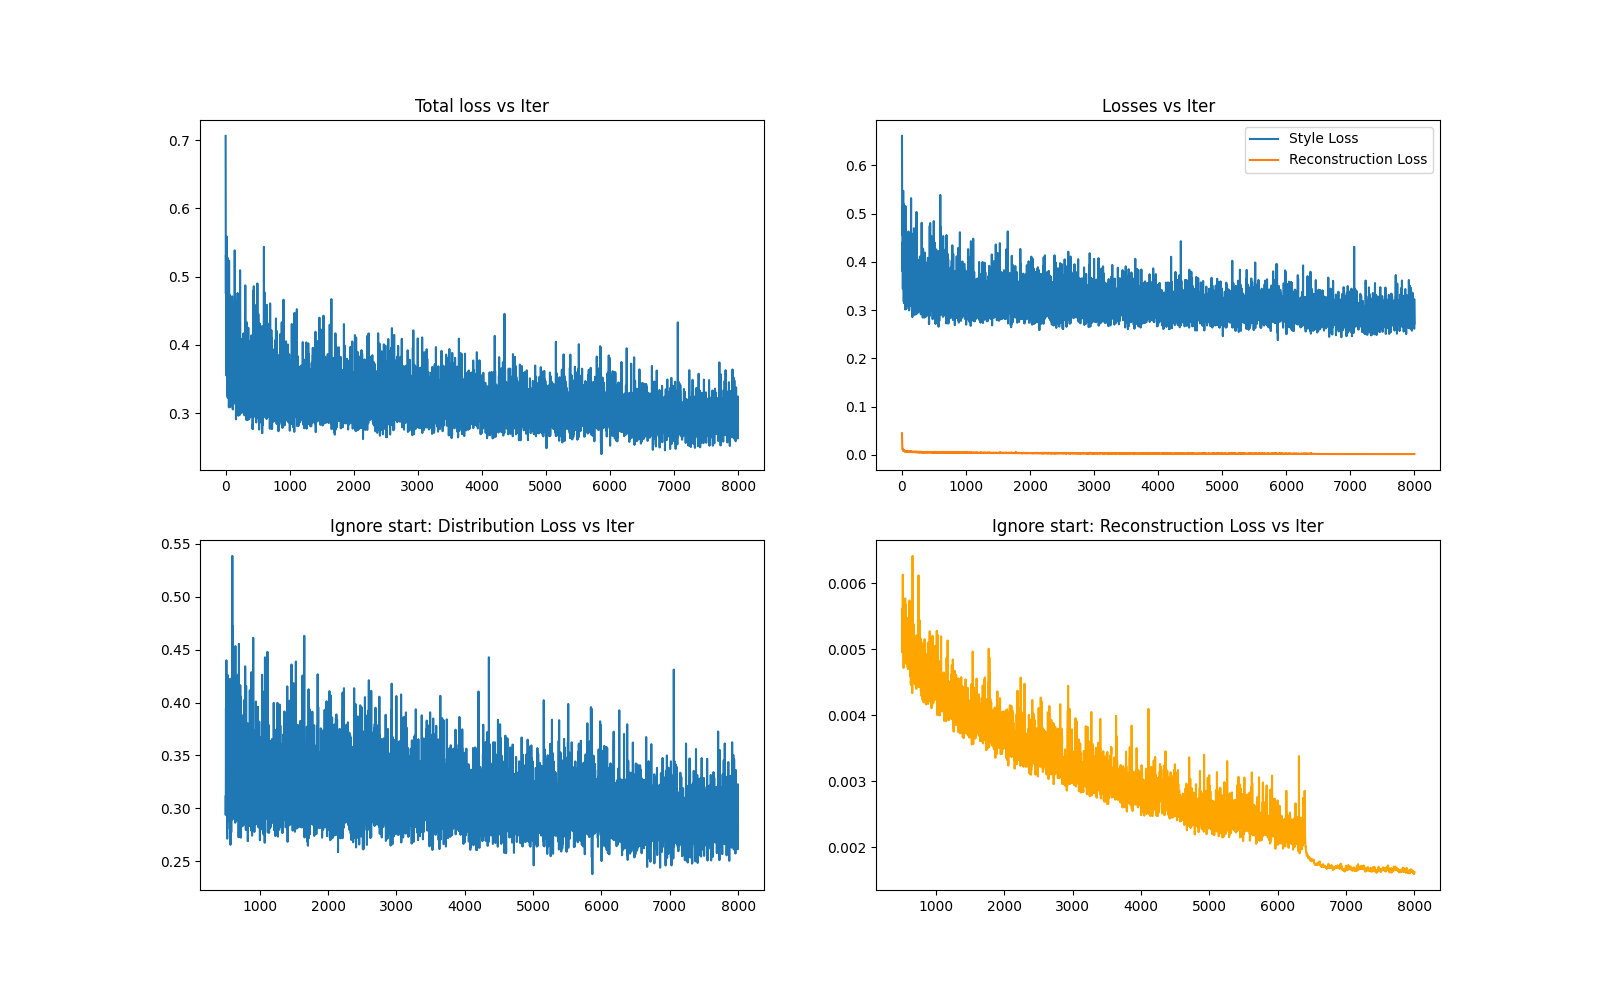 Total loss vs Iter
0.7
0.6
0.5
0.4
0.3
0 1000 2000 3000 4000 5000 6000 7000 8000
Losses vs Iter
Style Loss
Reconstruction Loss
0.6
0.5
0.4
0.3
0.2
0.1
0.0
0 1000 2000 3000 4000 5000 6000 7000 8000
Ignore start: Distribution Loss vs Iter
0.55
0.50
0.45
0.40
0.35
0.30
0.25
1000 2000 3000 4000 5000 6000 7000 8000
Ignore start: Reconstruction Loss vs Iter
0.006
0.005
0.004
0.003
0.002
1000 2000 3000 4000 5000 6000 7000 8000